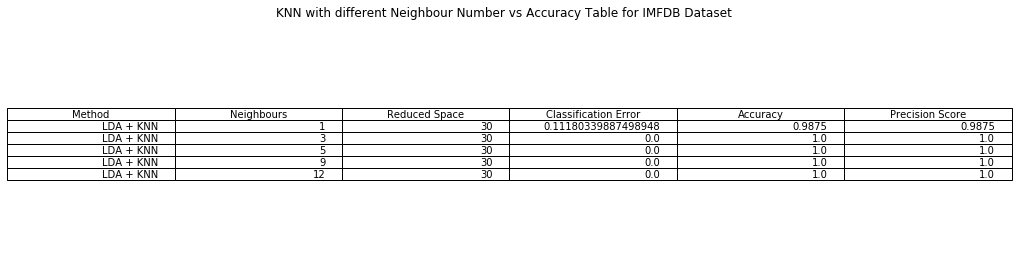 KNN with different Neighbour Number vs Accuracy Table for IMFDB Dataset
Method Neighbours Reduced Space Classification Error Accuracy Precision Score
LDA + KNN 1 30 0.11180339887498948 0.9875 0.9875
LDA + KNN 3 30 0.0 1.0 1.0
LDA + KNN 5 30 0.0 1.0 1.0
LDA + KNN 9 30 0.0 1.0 1.0
LDA + KNN 12 30 0.0 1.0 1.0